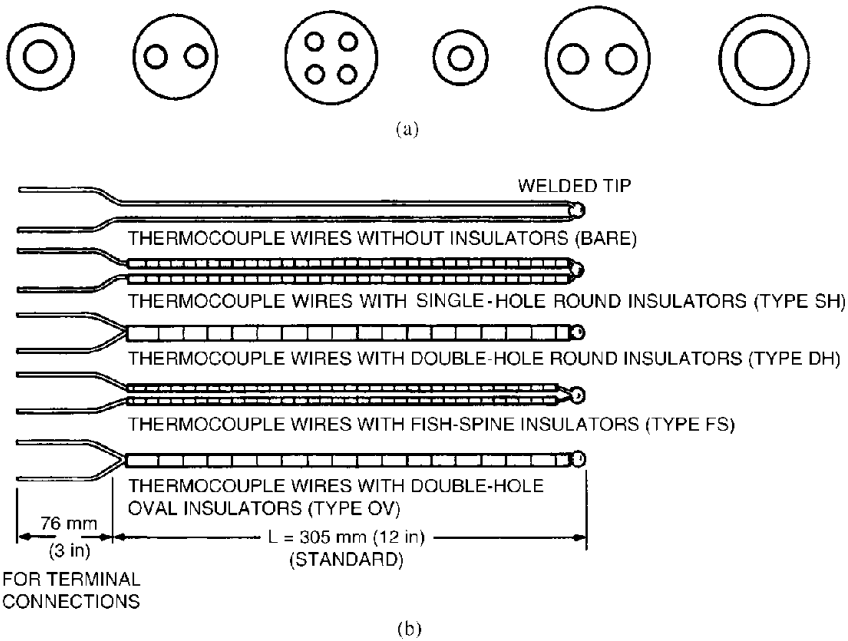 (a)
WELDED TIP
THERMOCOUPLE WIRES WITHOUT INSULATORS (BARE)
THERMOCOUPLE WIRES WITH SINGLE-HOLE ROUND INSULATORS (TYPE SH)
THERMOCOUPLE WIRES WITH DOUBLE-HOLE ROUND INSULATORS (TYPE DH)
THERMOCOUPLE WIRES WITH FISH-SPINE INSULATORS (TYPE FS)
THERMOCOUPLE WIRES WITH DOUBLE-HOLE
OVAL INSULATORS (TYPE OV)
76 mm
(3 in)
L = 305 mm (12 in)
(STANDARD)
FOR TERMINAL
CONNECTIONS
(b)